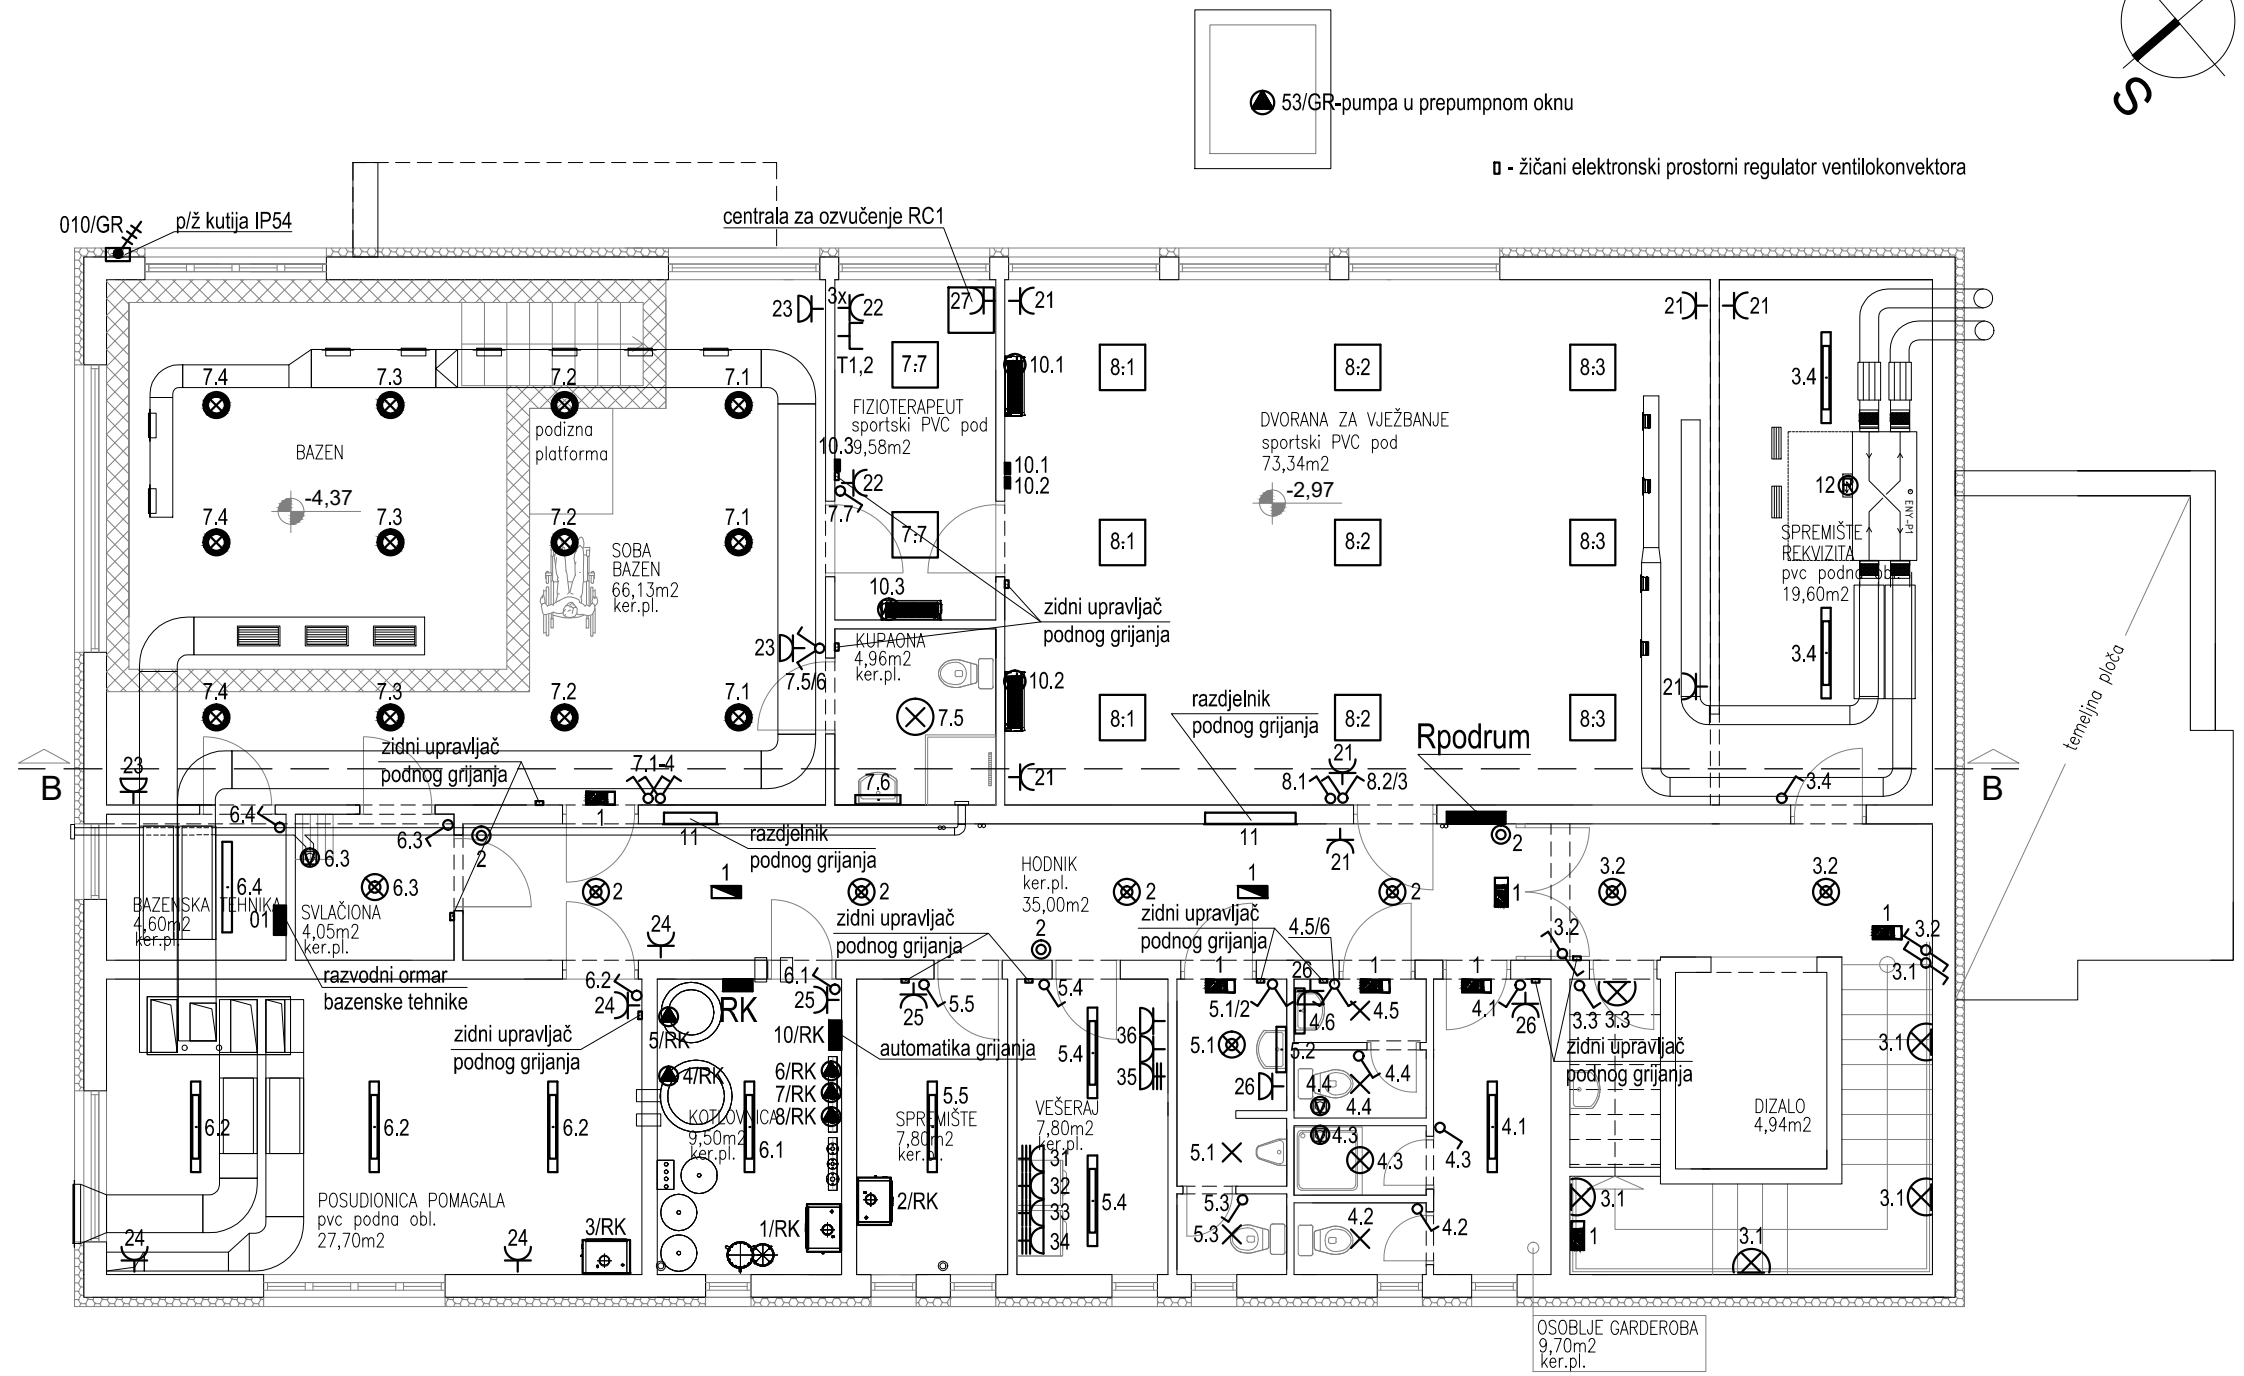 S
53/GR-pumpa u prepumpnom oknu
- žičani elektronski prostorni regulator ventilokonvektora
010/GR
p/ž kutija IP54
centrala za ozvučenje RC1
23
3x
22
27
21
21
21
T1,2
7.7
10.1
8.1
8.2
8.3
3.4
7.4
7.3
7.2
7.1
FIZIOTERAPEUT
sportski PVC pod
9,58m2
DVORANA ZA VJEŽBANJE
sportski PVC pod
73,34m2
podizna
platforma
BAZEN
10.3
22
10.1
10.2
-4,37
-2,97
12
R
ENY-P1
7.4
7.3
7.2
7.1
7.7
7.7
8.1
8.2
8.3
SPREMIŠTE
REKVIZITA
pvc podna obl.
19,60m2
SOBA
BAZEN
66,13m2
ker.pl.
10.3
zidni upravljač
podnog grijanja
23
KUPAONA
4,96m2
ker.pl.
3.4
7.5/6
10.2
21
temeljna ploča
7.4
7.3
7.2
7.1
7.5
razdjelnik
podnog grijanja
8.1
8.2
8.3
Rpodrum
zidni upravljač
podnog grijanja
B
23
7.1-4
7.6
21
21
8.1
8.2/3
3.4
B
6.4
6.3
2
1
11
razdjelnik
podnog grijanja
11
21
2
6.3
6.4
6.3
2
1
2
HODNIK
ker.pl.
35,00m2
2
1
2
1
3.2
3.2
BAZENSKA TEHNIKA
4,60m2
ker.pl.
01
SVLAČIONA
4,05m2
ker.pl.
24
zidni upravljač
podnog grijanja
2
zidni upravljač
podnog grijanja
4.5/6
3.2
1
3.2
3.1
razvodni ormar
bazenske tehnike
6.2
24
RK
6.1
25
25
5.5
5.4
1
5.1/2
26
4.6
1
4.5
1
4.1
26
3.3
3.3
zidni upravljač
podnog grijanja
5/RK
10/RK
automatika grijanja
5.4
36
5.1
5.2
zidni upravljač
podnog grijanja
3.1
4/RK
6/RK
7/RK
8/RK
35
26
4.4
4.4
4.4
6.2
6.2
6.2
KOTLOVNICA
9,50m2
ker.pl.
6.1
5.5
SPREMIŠTE
7,80m2
ker.pl.
VEŠERAJ
7,80m2
ker.pl.
5.1
4.3
4.3
4.3
4.1
DIZALO
4,94m2
31
32
33
34
5.4
5.3
5.3
4.2
4.2
3.1
3.1
1
3.1
POSUDIONICA POMAGALA
pvc podna obl.
27,70m2
24
24
3/RK
1/RK
2/RK
OSOBLJE GARDEROBA
9,70m2
ker.pl.